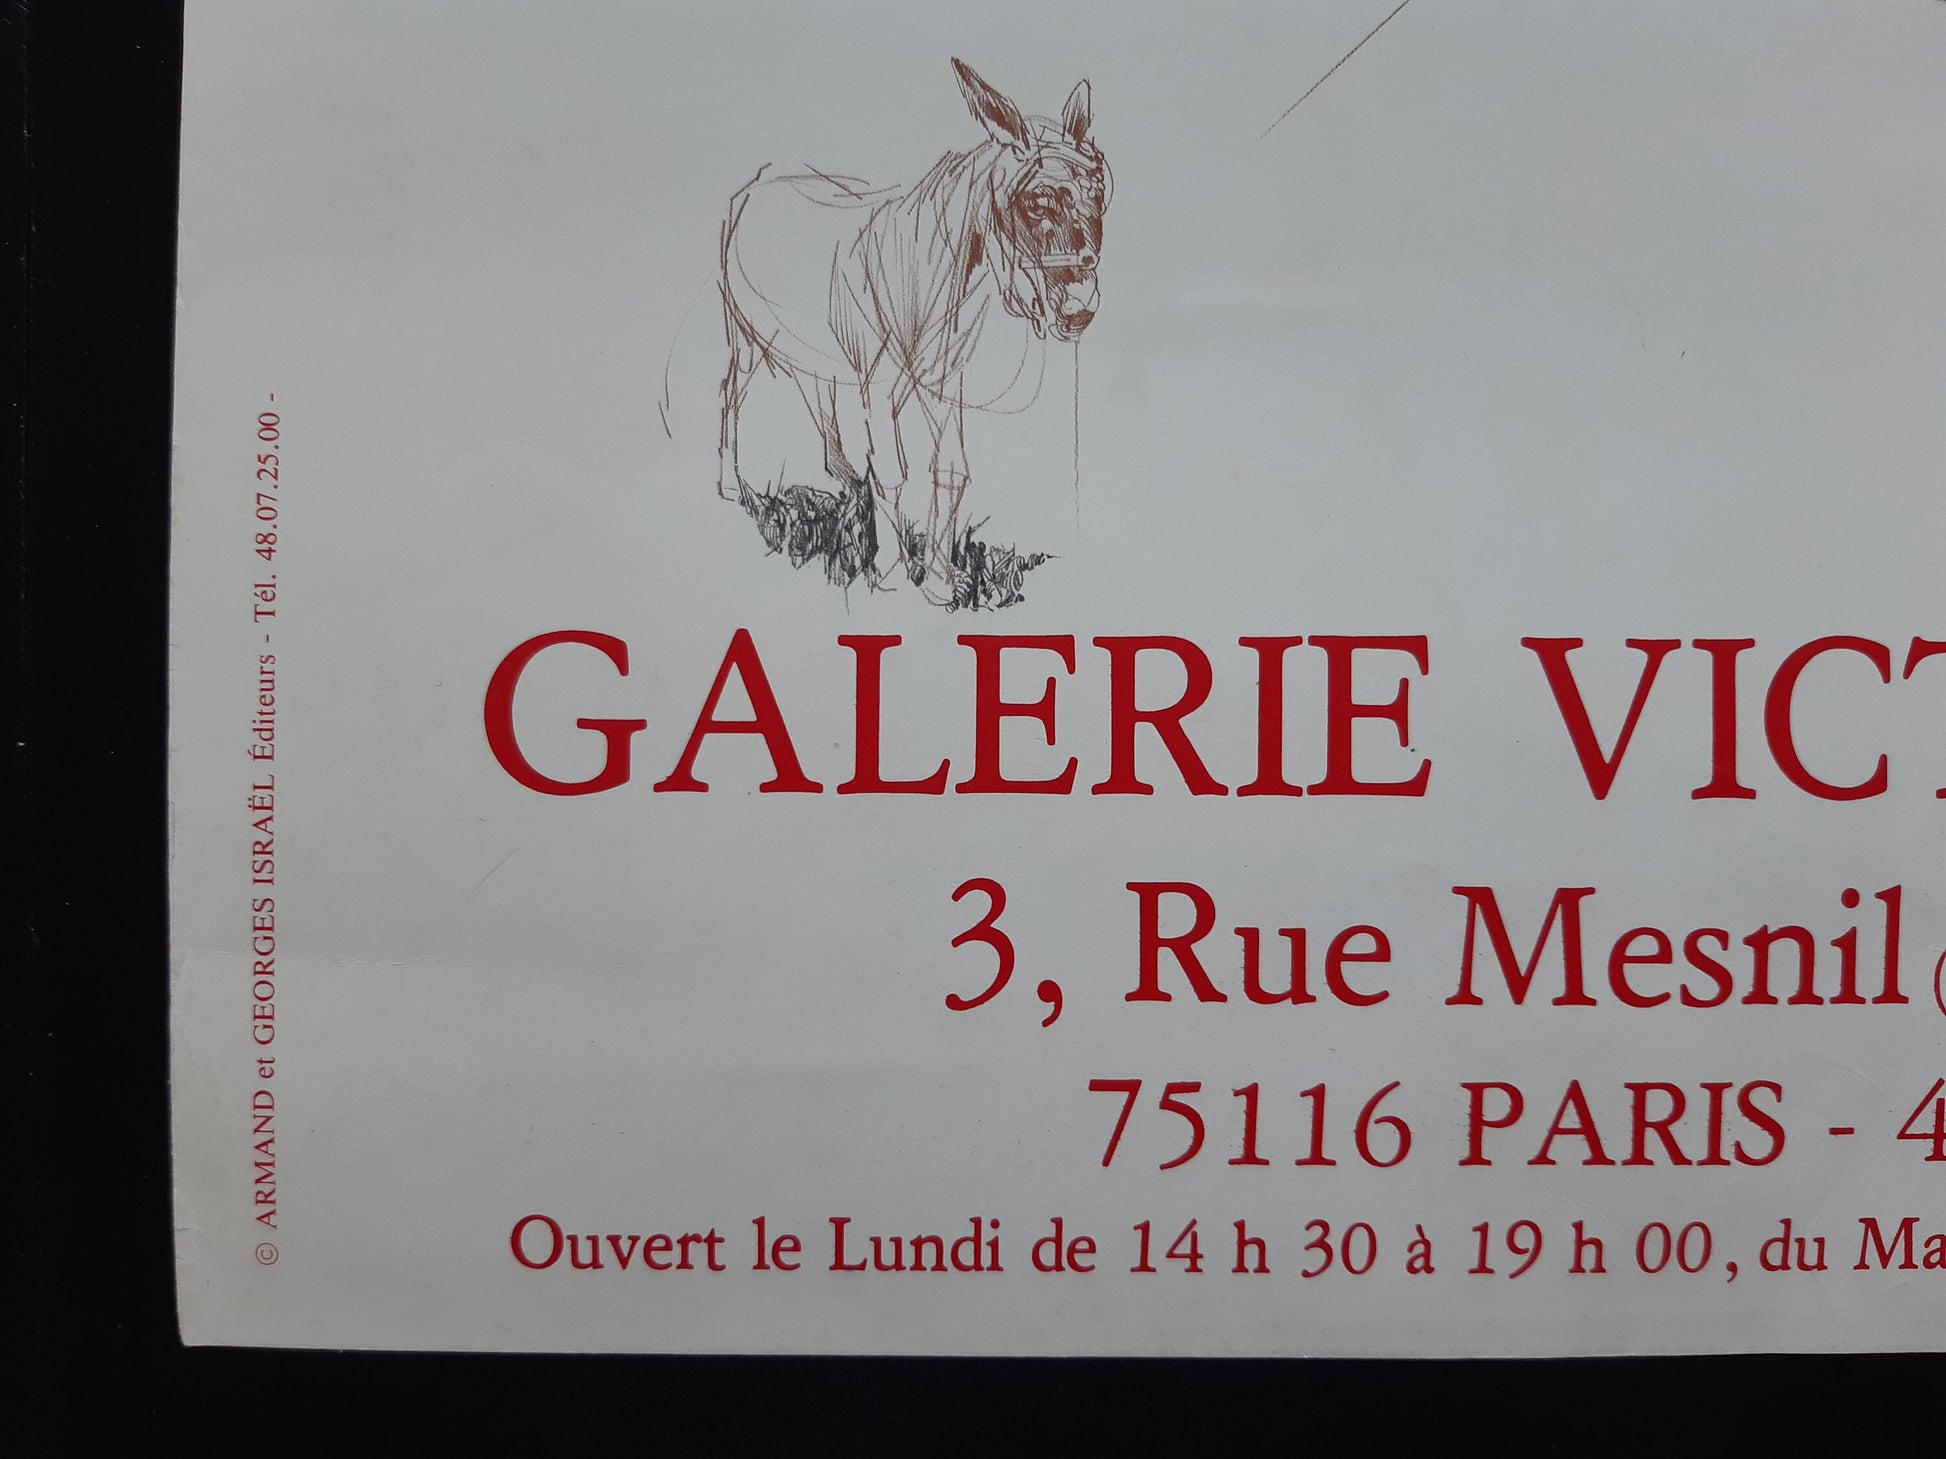 GALERIE VICT
3, Rue Mesnil (
75116 PARIS - 4
Ouvert le Lundi de 14 h 30 à 19 h 00, du Ma
© ARMAND et GEORGES ISRAËL Éditeurs - Tél. 48.07.25.00 -